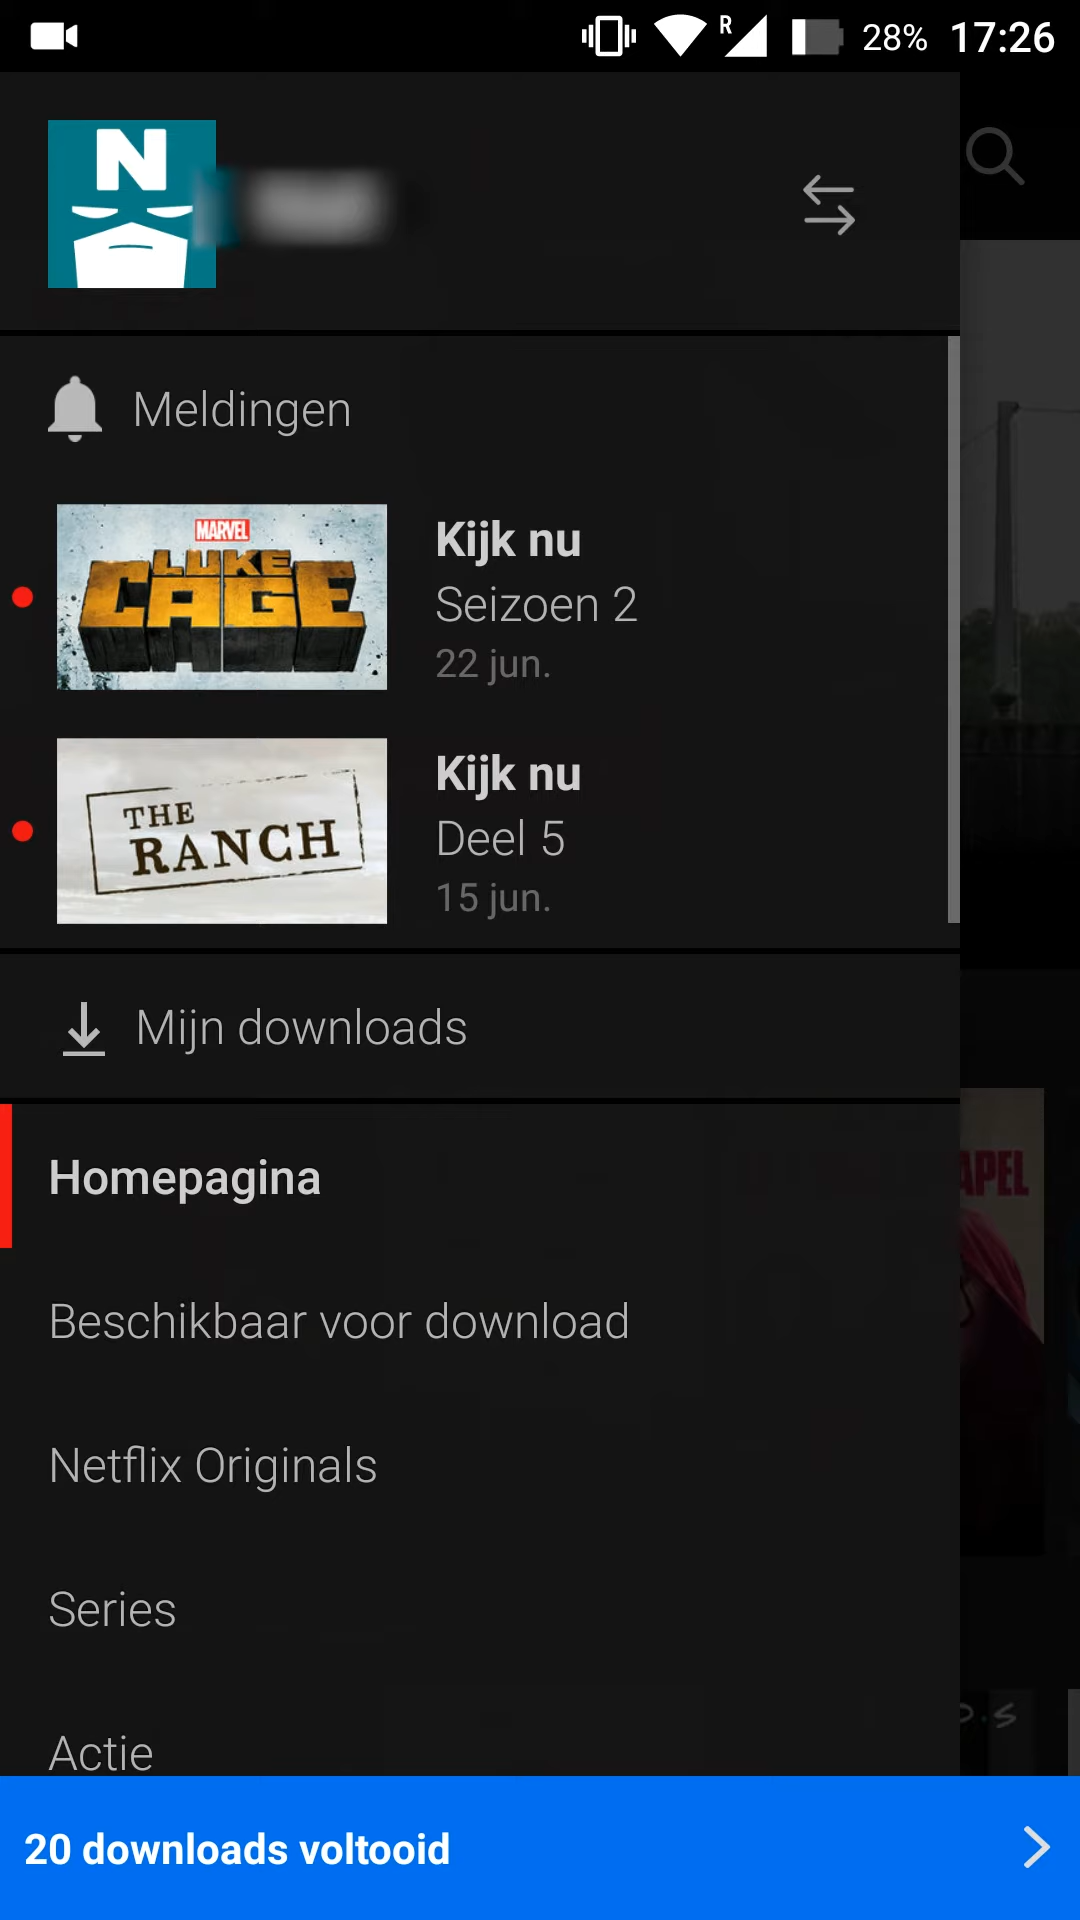 R 28% 17:26
N
Meldingen
MARVEL
LUKE
CAGE
Kijk nu
Seizoen 2
22 jun.
THE
RANCH
Kijk nu
Deel 5
15 jun.
Mijn downloads
APEL
Homepagina
Beschikbaar voor download
Netflix Originals
Series
Actie
20 downloads voltooid